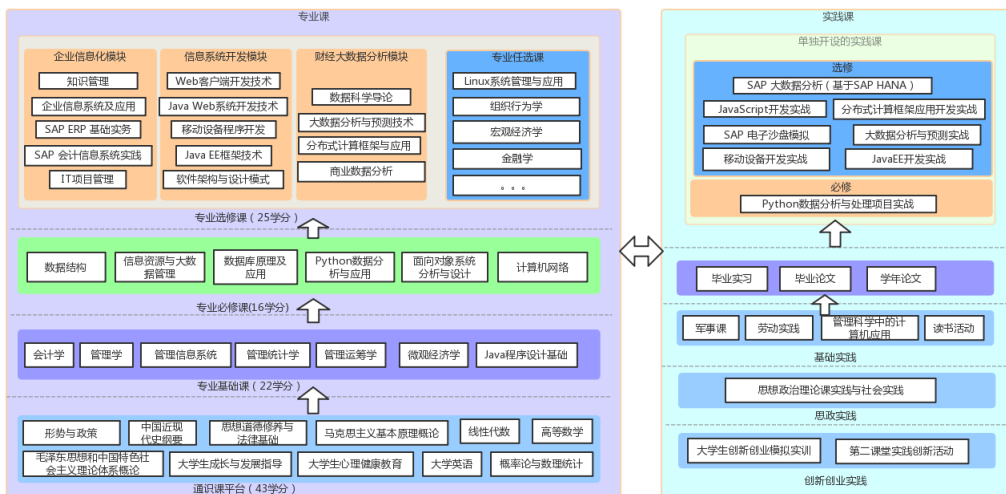 专业课
企业信息化模块
知识管理
企业信息系统及应用
SAP ERP 基础实务
SAP 会计信息系统实践
IT项目管理
信息系统开发模块
Web客户端开发技术
Java Web系统开发技术
移动设备程序开发
Java EE框架技术
软件架构与设计模式
财经大数据分析模块
数据科学导论
大数据分析与预测技术
分布式计算框架与应用
商业数据分析
专业任选课
Linux系统管理与应用
组织行为学
宏观经济学
金融学
。。。
专业选修课（25学分）
数据结构
信息资源与大数
据管理
数据库原理及
应用
Python数据分
析与应用
面向对象系统
分析与设计
计算机网络
专业必修课(16学分)
会计学
管理学
管理信息系统
管理统计学
管理运筹学
微观经济学
Java程序设计基础
专业基础课（22学分）
形势与政策
中国近现
代史纲要
思想道德修养与
法律基础
马克思主义基本原理概论
线性代数
高等数学
毛泽东思想和中国特色社
会主义理论体系概论
大学生成长与发展指导
大学生心理健康教育
大学英语
概率论与数理统计
通识课平台（43学分）
实践课
单独开设的实践课
选修
SAP 大数据分析（基于SAP HANA）
JavaScript开发实战
分布式计算框架应用开发实战
SAP 电子沙盘模拟
大数据分析与预测实战
移动设备开发实战
JavaEE开发实战
必修
Python数据分析与处理项目实战
毕业实习
毕业论文
学年论文
军事课
劳动实践
管理科学中的计
算机应用
读书活动
基础实践
思想政治理论课实践与社会实践
思政实践
大学生创新创业模拟实训
第二课堂实践创新活动
创新创业实践